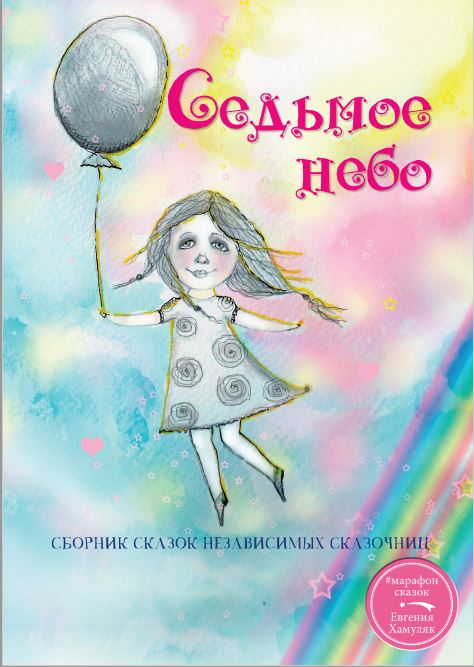 Седьмое
небо
СБОРНИК СКАЗОК НЕЗАВИСИМЫХ СКАЗОЧНИЦ
#марафон
сказок
Евгения
Хамуляк